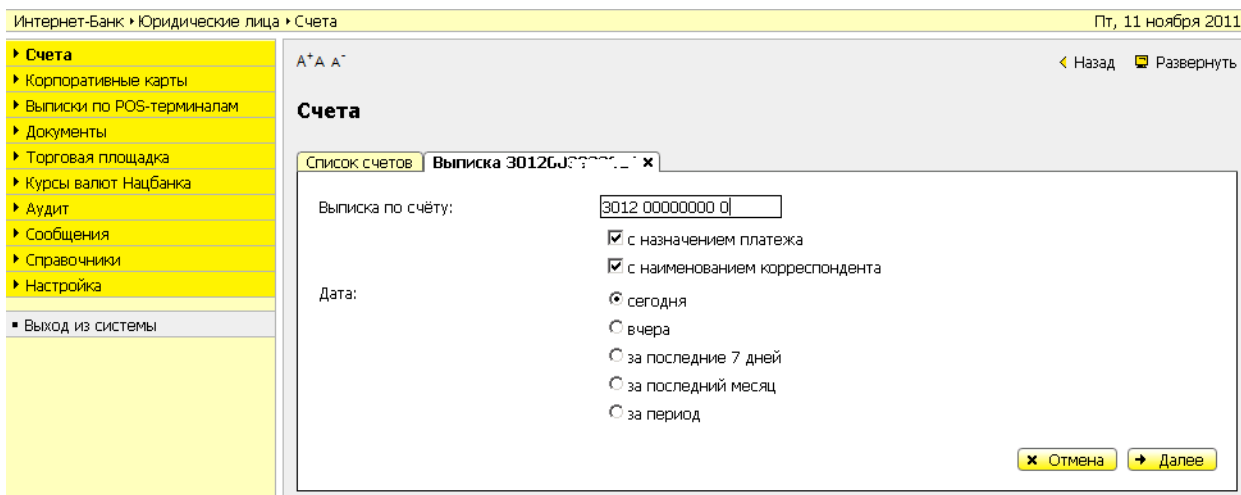 Интернет-Банк ▸ Юридические лица ▸ Счета
Пт, 11 ноября 2011
Счета
Корпоративные карты
Выписки по POS-терминалам
Документы
Торговая площадка
Курсы валют Нацбанка
Аудит
Сообщения
Справочники
Настройка
Выход из системы
A+ A A-
Назад
Развернуть
Счета
Список счетов
Выписка
Выписка по счёту:
3012 00000000 0
с назначением платежа
с наименованием корреспондента
Дата:
сегодня
вчера
за последние 7 дней
за последний месяц
за период
Отмена
Далее